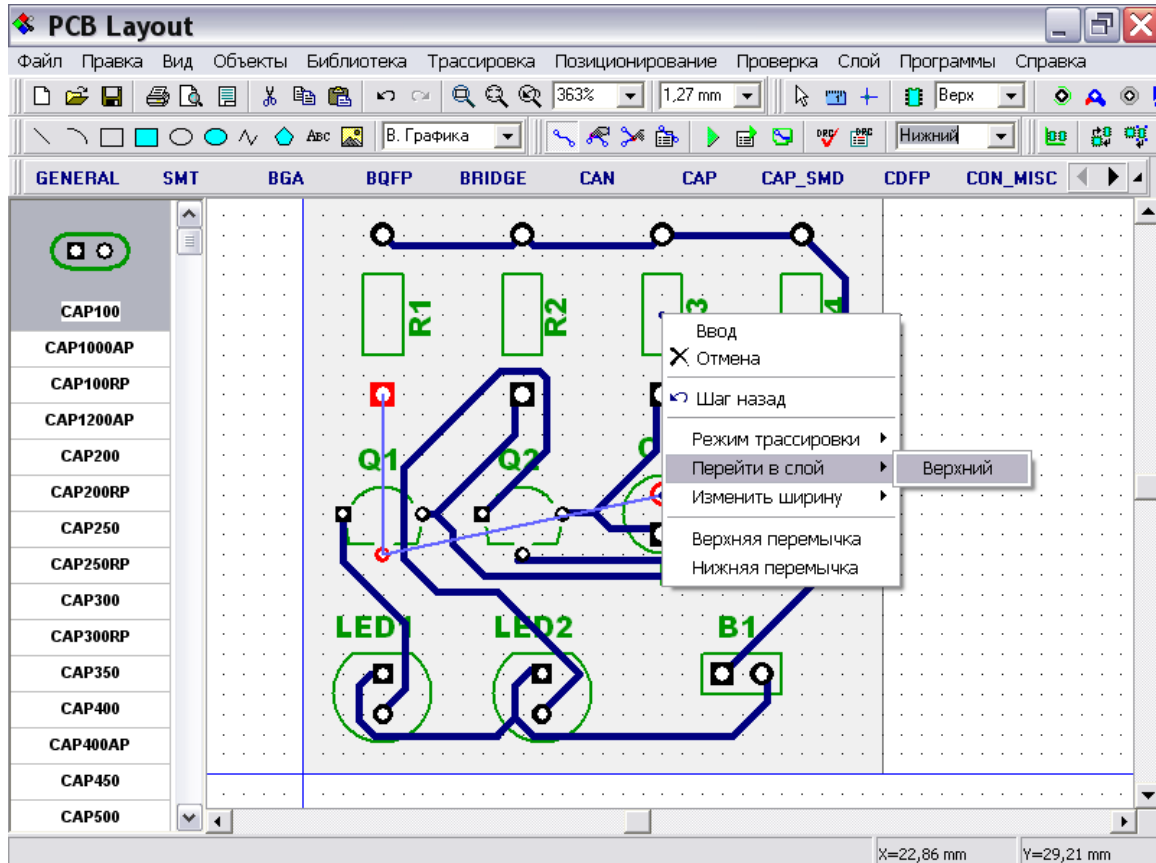 PCB Layout
Файл Правка Вид Объекты Библиотека Трассировка Позиционирование Проверка Слой Программы Справка
363% 1,27 mm Верх
ABC В. Графика DRC DRC Нижний
GENERAL SMT BGA BQFP BRIDGE CAN CAP CAP_SMD CDFP CON_MISC
CAP100
CAP1000AP
CAP100RP
CAP1200AP
CAP200
CAP200RP
CAP250
CAP250RP
CAP300
CAP300RP
CAP350
CAP400
CAP400AP
CAP450
CAP500
R1
R2
Q1
Q2
LED1
LED2
B1
Ввод
Отмена
Шаг назад
Режим трассировки
Перейти в слой
Верхний
Изменить ширину
Верхняя перемычка
Нижняя перемычка
X=22,86 mm Y=29,21 mm